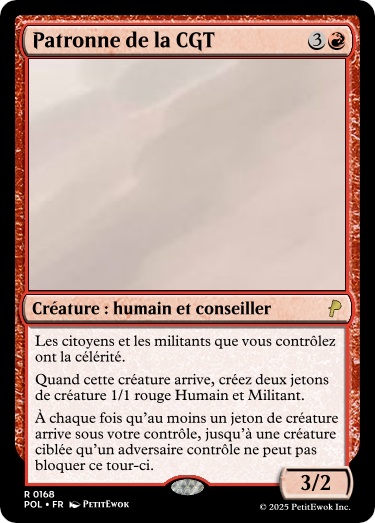 Patronne de la CGT 3
Créature : humain et conseiller
Les citoyens et les militants que vous contrôlez
ont la célérité.
Quand cette créature arrive, créez deux jetons
de créature 1/1 rouge Humain et Militant.
À chaque fois qu'au moins un jeton de créature
arrive sous votre contrôle, jusqu'à une créature
ciblée qu'un adversaire contrôle ne peut pas
bloquer ce tour-ci.
3/2
R 0168
POL • FR PetitEwok
© 2025 PetitEwok Inc.